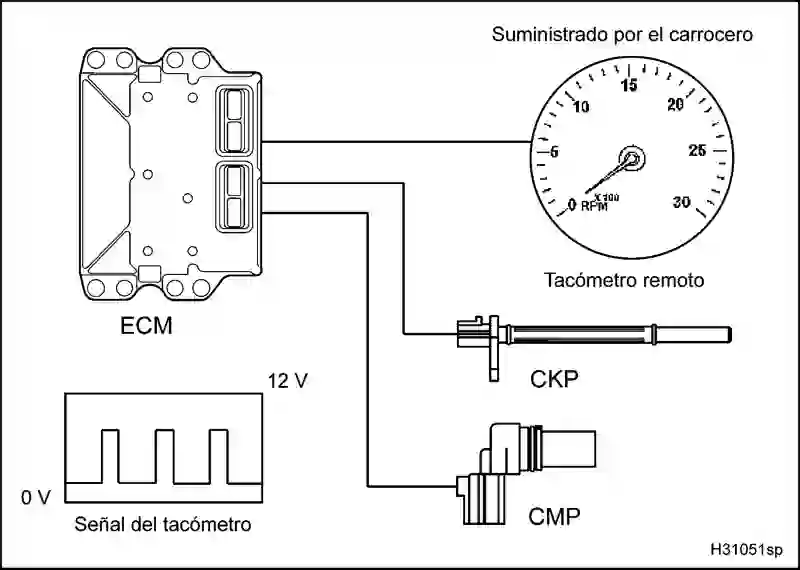 Suministrado por el carrocero
15
10
20
5
25
X 100
0 RPM
30
Tacómetro remoto
ECM
CKP
12 V
0 V
Señal del tacómetro
CMP
H31051sp